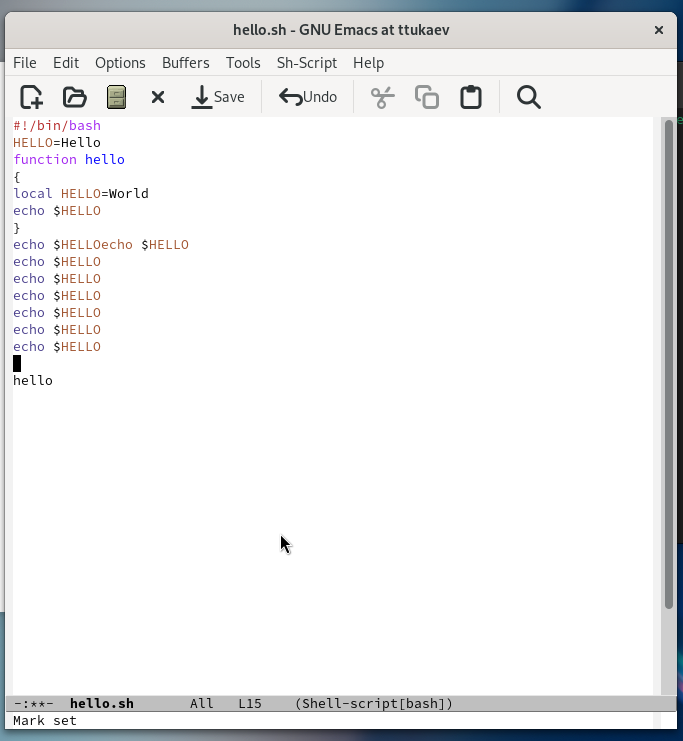 hello.sh - GNU Emacs at ttukaev
File Edit Options Buffers Tools Sh-Script Help
Save Undo
#!/bin/bash
HELLO=Hello
function hello
{
local HELLO=World
echo $HELLO
}
echo $HELLOecho $HELLO
echo $HELLO
echo $HELLO
echo $HELLO
echo $HELLO
echo $HELLO
echo $HELLO
hello
-:**- hello.sh All L15 (Shell-script[bash])
Mark set